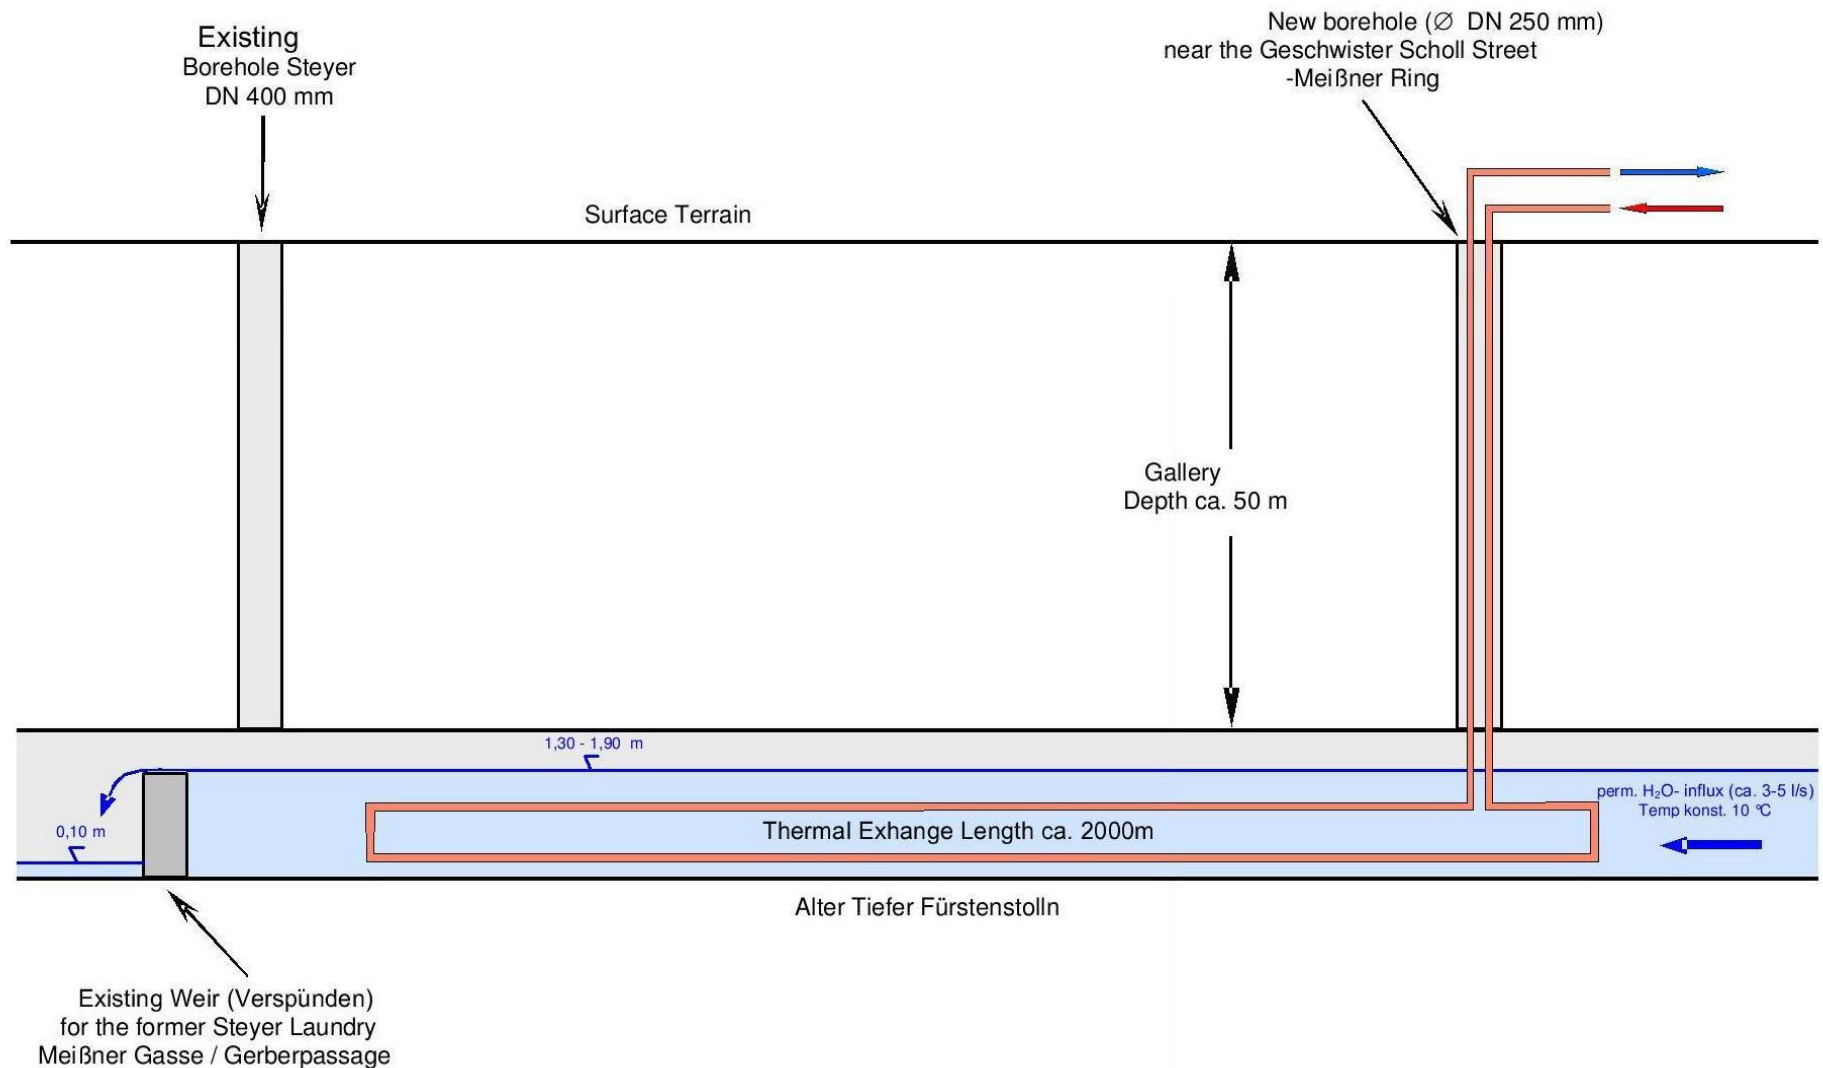 Existing
Borehole Steyer
DN 400 mm
New borehole (∅ DN 250 mm)
near the Geschwister Scholl Street
-Meißner Ring
Surface Terrain
Gallery
Depth ca. 50 m
1,30 - 1,90 m
perm. H₂O- influx (ca. 3-5 l/s)
Temp konst. 10 °C
0,10 m
Thermal Exhange Length ca. 2000m
Alter Tiefer Fürstenstolln
Existing Weir (Verspünden)
for the former Steyer Laundry
Meißner Gasse / Gerberpassage